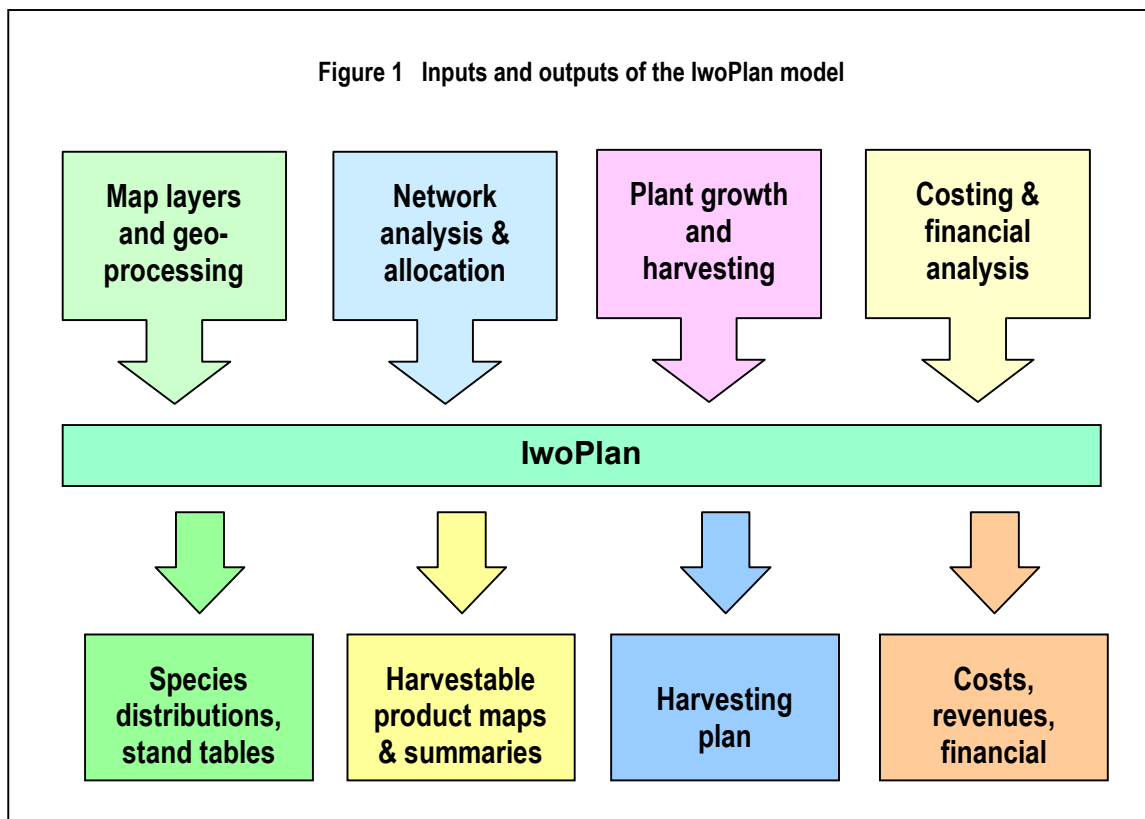 Figure 1 Inputs and outputs of the IwoPlan model
Map layers
and geo-
processing
Network
analysis &
allocation
Plant growth
and
harvesting
Costing &
financial
analysis
IwoPlan
Species
distributions,
stand tables
Harvestable
product maps
& summaries
Harvesting
plan
Costs,
revenues,
financial